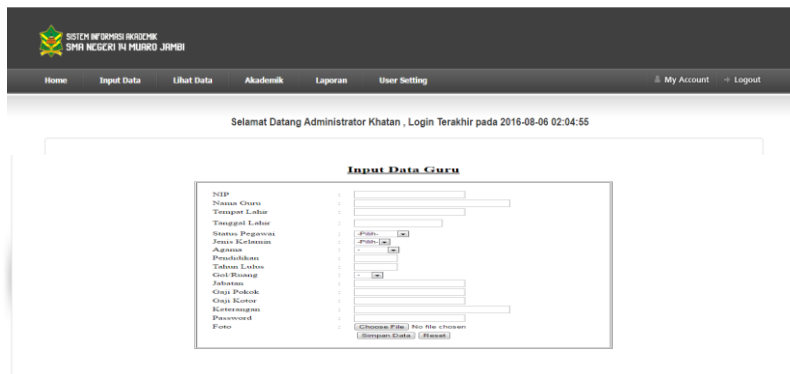 SISTEM INFORMASI AKADEMIK
SMA NEGERI 14 MUARO JAMBI
Home Input Data Lihat Data Akademik Laporan User Setting My Account Logout
Selamat Datang Administrator Khatan , Login Terakhir pada 2016-08-06 02:04:55
Input Data Guru
NIP :
Nama Guru :
Tempat Lahir :
Tanggal Lahir :
Status Pegawai : -Pilih-
Jenis Kelamin : -Pilih-
Agama : -
Pendidikan :
Tahun Lulus :
Gol/Ruang : -
Jabatan :
Gaji Pokok :
Gaji Kotor :
Keterangan :
Password :
Foto : Choose File No file chosen
Simpan Data Reset